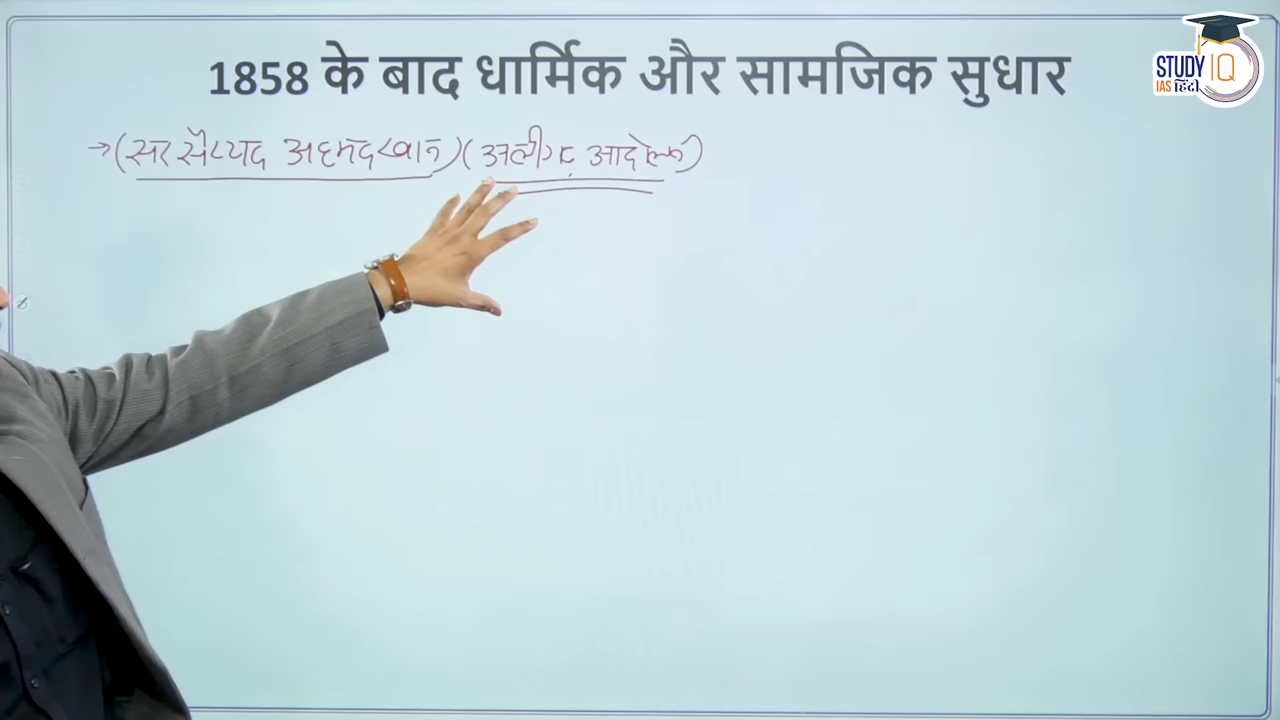 1858 के बाद धार्मिक और सामजिक सुधार
STUDY IQ
IAS हिंदी
→(सर सैय्यद अहमद खान) (अलीगढ़ आंदोलन)